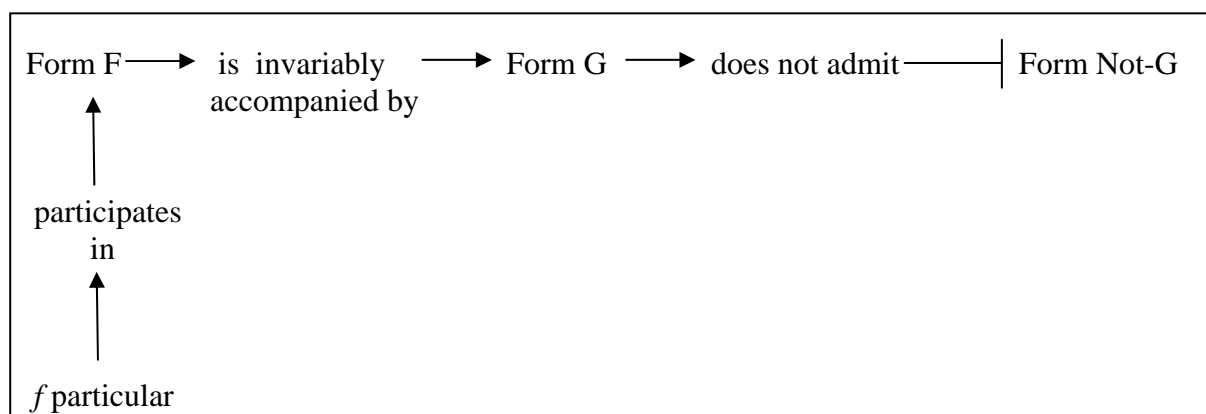 Form F is invariably accompanied by Form G does not admit Form Not-G
participates
in
f particular